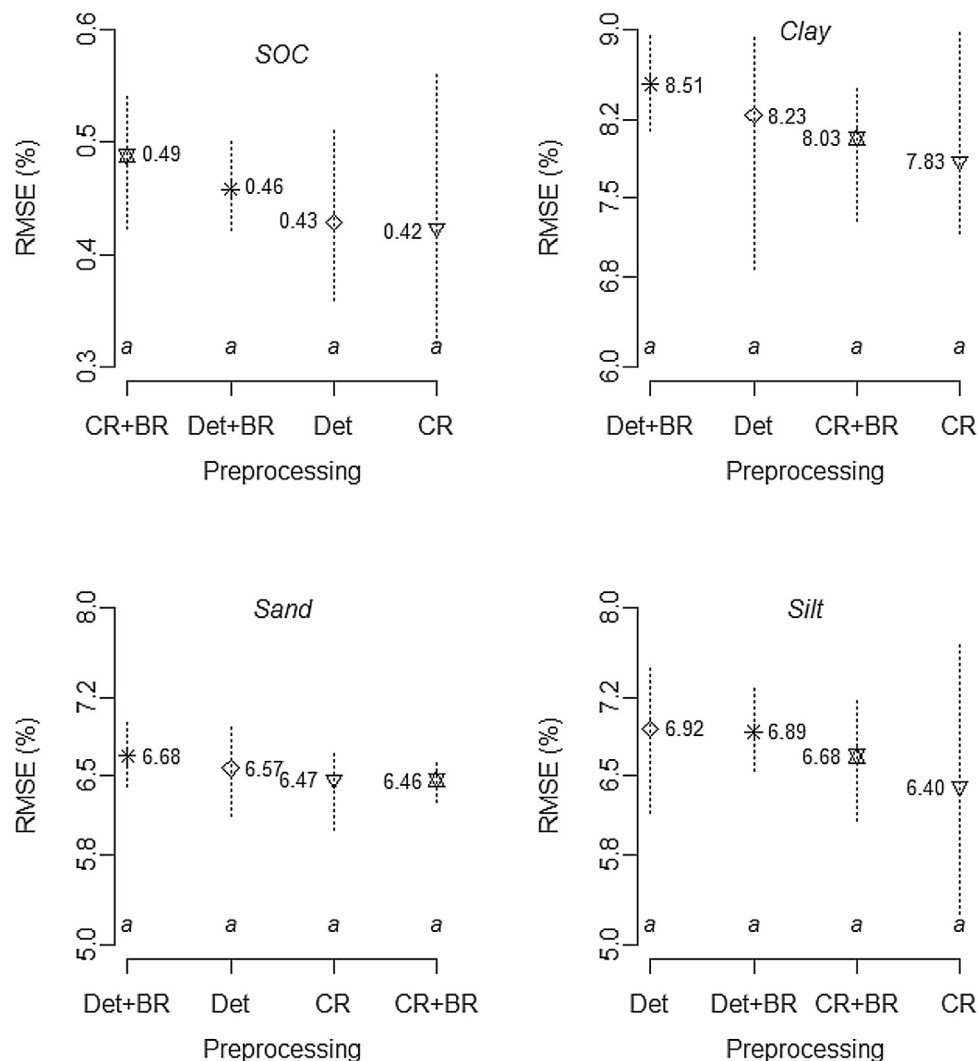 SOC
RMSE (%)
0.6
0.5
0.4
0.3
0.49
0.46
0.43
0.42
a a a a
CR+BR Det+BR Det CR
Preprocessing
Clay
RMSE (%)
9.0
8.2
7.5
6.8
6.0
8.51
8.23
8.03
7.83
a a a a
Det+BR Det CR+BR CR
Preprocessing
Sand
RMSE (%)
8.0
7.2
6.5
5.8
5.0
6.68
6.57
6.47
6.46
a a a a
Det+BR Det CR CR+BR
Preprocessing
Silt
RMSE (%)
8.0
7.2
6.5
5.8
5.0
6.92
6.89
6.68
6.40
a a a a
Det Det+BR CR+BR CR
Preprocessing